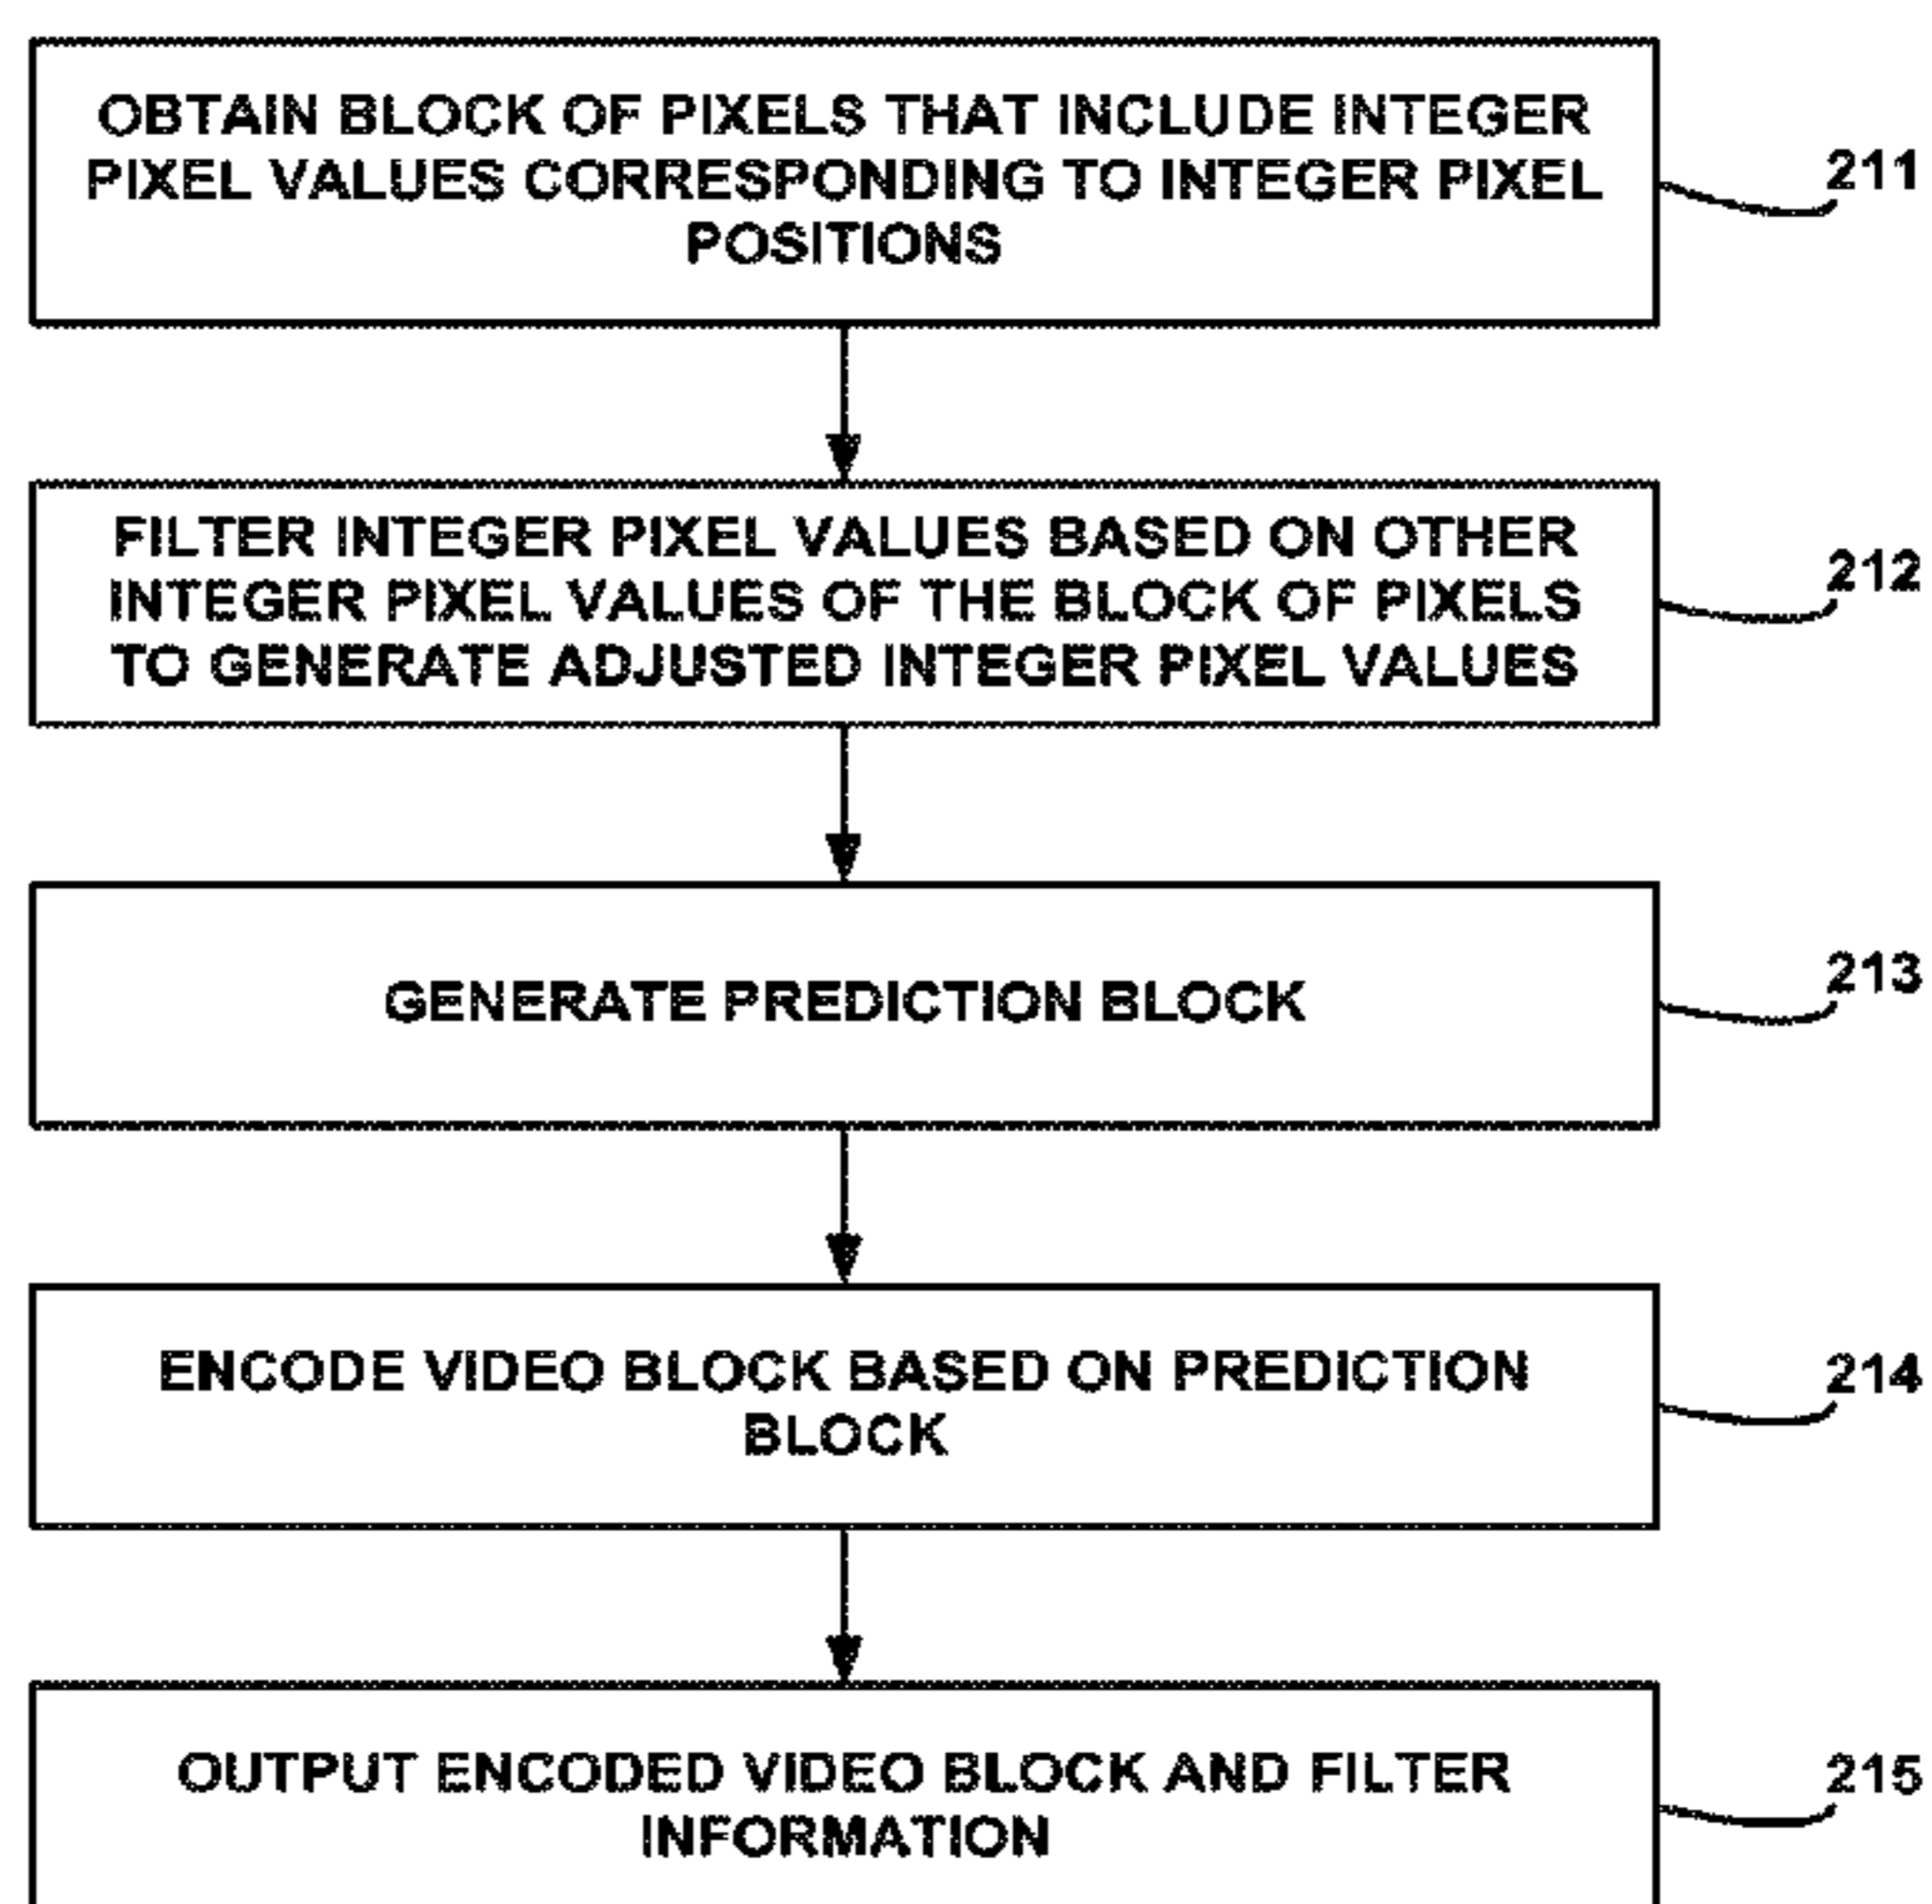 OBTAIN BLOCK OF PIXELS THAT INCLUDE INTEGER
PIXEL VALUES CORRESPONDING TO INTEGER PIXEL
POSITIONS
211
FILTER INTEGER PIXEL VALUES BASED ON OTHER
INTEGER PIXEL VALUES OF THE BLOCK OF PIXELS
TO GENERATE ADJUSTED INTEGER PIXEL VALUES
212
GENERATE PREDICTION BLOCK
213
ENCODE VIDEO BLOCK BASED ON PREDICTION
BLOCK
214
OUTPUT ENCODED VIDEO BLOCK AND FILTER
INFORMATION
215